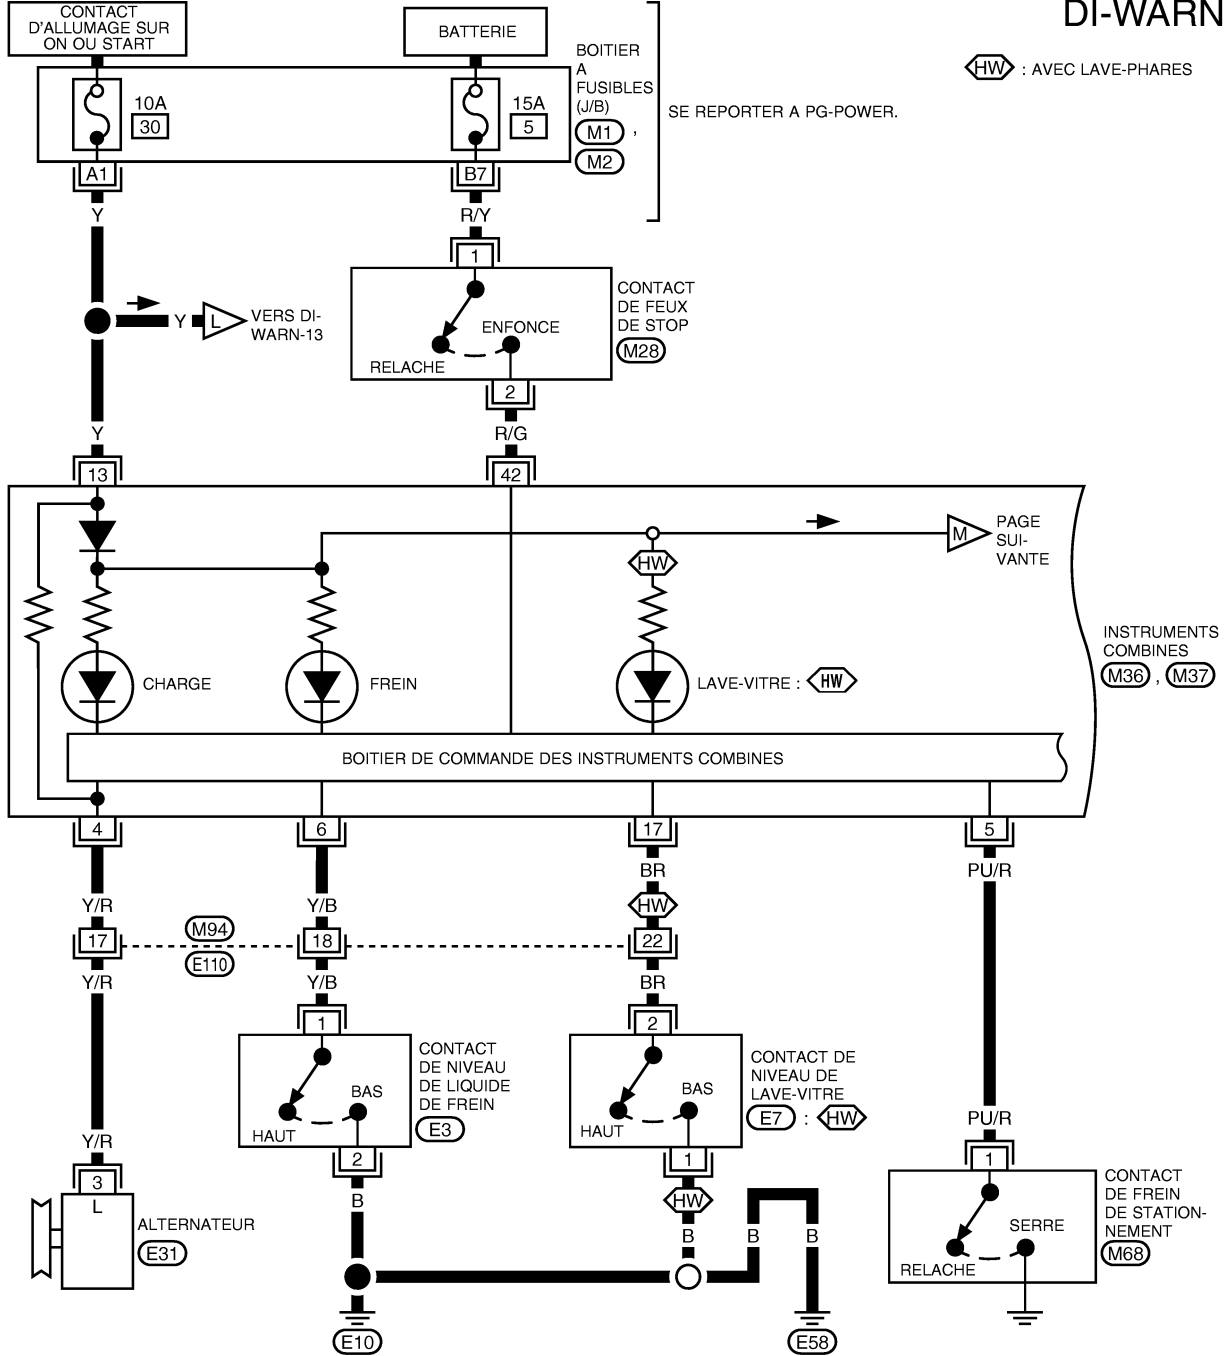 DI-WARN
CONTACT
D'ALLUMAGE SUR
ON OU START
BATTERIE
HW : AVEC LAVE-PHARES
BOITIER
A
FUSIBLES
(J/B)
M1 ,
M2
10A
30
15A
5
SE REPORTER A PG-POWER.
A1
B7
Y
R/Y
1
CONTACT
DE FEUX
DE STOP
M28
ENFONCE
RELACHE
Y
L
VERS DI-
WARN-13
2
Y
R/G
13
42
M
PAGE
SUI-
VANTE
HW
INSTRUMENTS
COMBINES
M36 , M37
CHARGE
FREIN
LAVE-VITRE : HW
BOITIER DE COMMANDE DES INSTRUMENTS COMBINES
4
6
17
5
BR
PU/R
Y/R
Y/B
HW
M94
17
18
22
E110
Y/R
Y/B
BR
1
2
CONTACT
DE NIVEAU
DE LIQUIDE
DE FREIN
E3
BAS
HAUT
CONTACT DE
NIVEAU DE
LAVE-VITRE
E7 : HW
BAS
HAUT
PU/R
Y/R
2
1
1
3
L
B
HW
CONTACT
DE FREIN
DE STATION-
NEMENT
M68
SERRE
RELACHE
ALTERNATEUR
E31
B
B
B
E10
E58